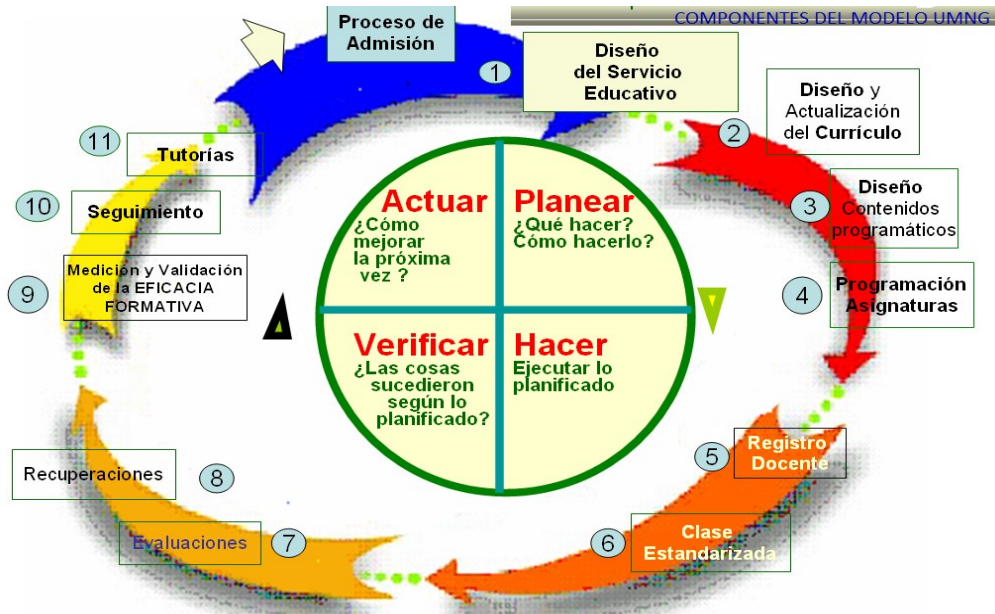 COMPONENTES DEL MODELO UMNG
Proceso de
Admisión
1
Diseño
del Servicio
Educativo
2
Diseño y
Actualización
del Currículo
3
Diseño
Contenidos
programáticos
4
Programación
Asignaturas
5
Registro
Docente
6
Clase
Estandarizada
7
Evaluaciones
8
Recuperaciones
9
Medición y Validación
de la EFICACIA
FORMATIVA
10
Seguimiento
11
Tutorías
Actuar
¿Cómo
mejorar
la próxima
vez ?
Planear
¿Qué hacer?
Cómo hacerlo?
Verificar
¿Las cosas
sucedieron
según lo
planificado?
Hacer
Ejecutar lo
planificado